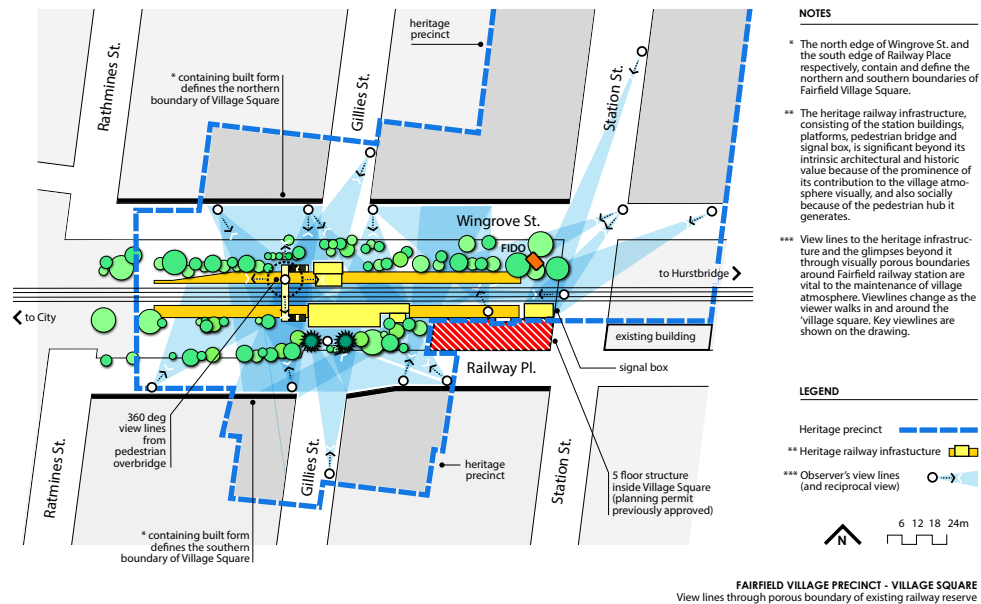 Rathmines St.
* containing built form
defines the northern
boundary of Village Square
Gillies St.
heritage
precinct
Station St.
Wingrove St.
FIDO
to Hurstbridge
to City
existing building
signal box
Railway Pl.
360 deg
view lines
from
pedestrian
overbridge
Ratmines St.
Gillies St.
heritage
precinct
Station St.
5 floor structure
inside Village Square
(planning permit
previously approved)
* containing built form
defines the southern
boundary of Village Square
NOTES
* The north edge of Wingrove St. and
the south edge of Railway Place
respectively, contain and define the
northern and southern boundaries of
Fairfield Village Square.
** The heritage railway infrastructure,
consisting of the station buildings,
platforms, pedestrian bridge and
signal box, is significant beyond its
intrinsic architectural and historic
value because of the prominence of
its contribution to the village atmo-
sphere visually, and also socially
because of the pedestrian hub it
generates.
*** View lines to the heritage infrastruc-
ture and the glimpses beyond it
through visually porous boundaries
around Fairfield railway station are
vital to the maintenance of village
atmosphere. Viewlines change as the
viewer walks in and around the
'village square. Key viewlines are
shown on the drawing.
LEGEND
Heritage precinct
** Heritage railway infrastucture
*** Observer's view lines
(and reciprocal view)
N
6 12 18 24m
FAIRFIELD VILLAGE PRECINCT - VILLAGE SQUARE
View lines through porous boundary of existing railway reserve